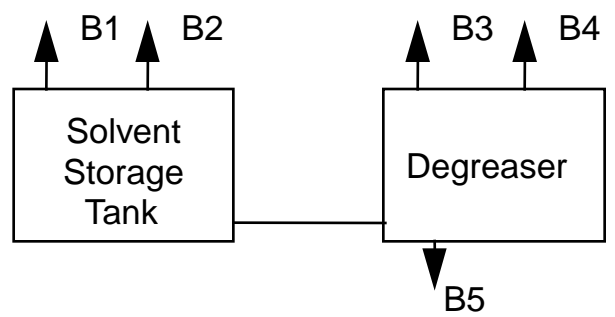 B1 B2 B3 B4
Solvent
Storage
Tank
Degreaser
B5